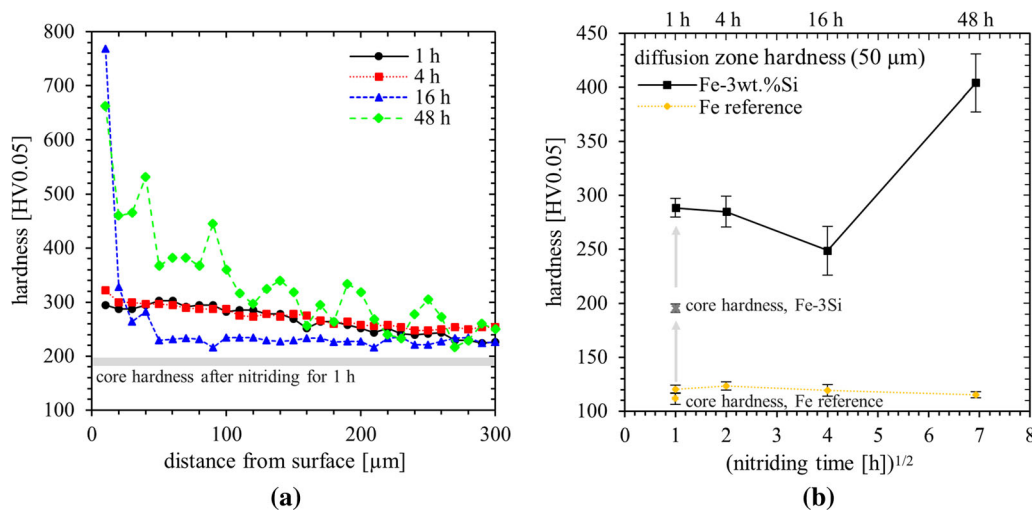 800
700
600
500
400
300
200
100
hardness [HV0.05]
1 h
4 h
16 h
48 h
core hardness after nitriding for 1 h
0
100
200
300
distance from surface [µm]
(a)
1 h
4 h
16 h
48 h
450
400
350
300
250
200
150
100
hardness [HV0.05]
diffusion zone hardness (50 µm)
Fe-3wt.%Si
Fe reference
core hardness, Fe-3Si
core hardness, Fe reference
0
1
2
3
4
5
6
7
8
(nitriding time [h])1/2
(b)